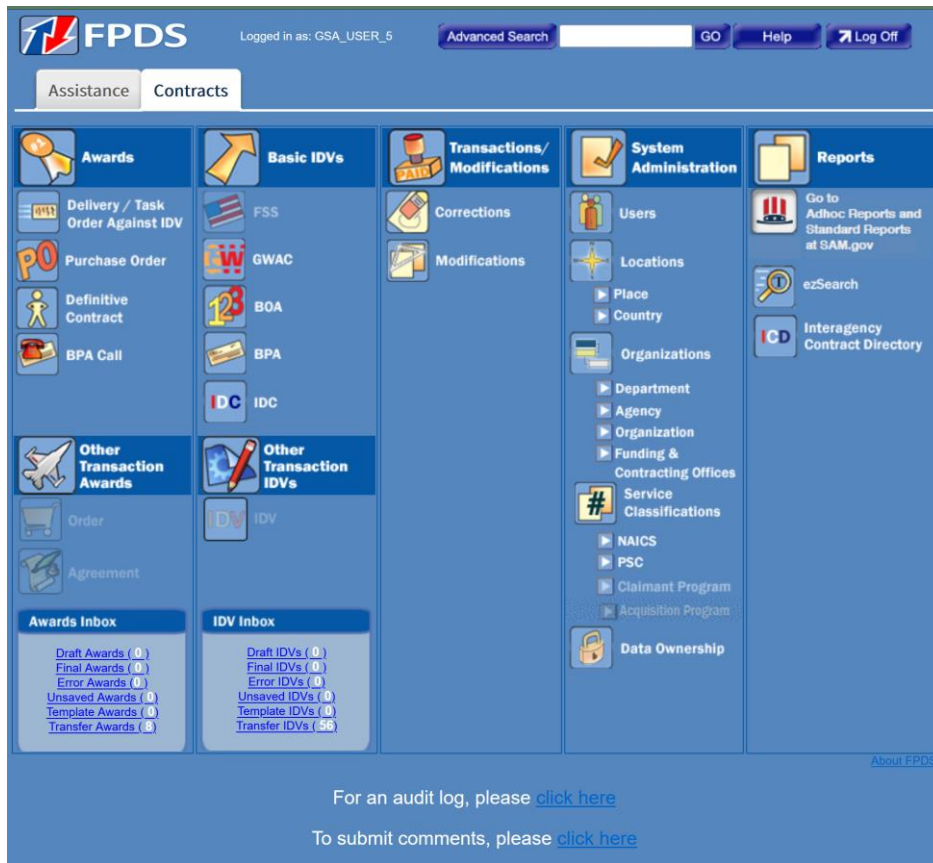 FPDS
Logged in as: GSA_USER_5
Advanced Search
GO
Help
Log Off
Assistance
Contracts
Awards
Delivery / Task
Order Against IDV
PO
Purchase Order
Definitive
Contract
BPA Call
Other
Transaction
Awards
Order
Agreement
Awards Inbox
Draft Awards ( 0 )
Final Awards ( 0 )
Error Awards ( 0 )
Unsaved Awards ( 0 )
Template Awards ( 0 )
Transfer Awards ( 8 )
Basic IDVs
FSS
GW
GWAC
123
BOA
BPA
IDC
IDC
Other
Transaction
IDVs
IDV
IDV
IDV Inbox
Draft IDVs ( 0 )
Final IDVs ( 0 )
Error IDVs ( 0 )
Unsaved IDVs ( 0 )
Template IDVs ( 0 )
Transfer IDVs ( 56 )
PAID
Transactions/
Modifications
Corrections
Modifications
System
Administration
Users
Locations
Place
Country
Organizations
Department
Agency
Organization
Funding &
Contracting Offices
#
Service
Classifications
NAICS
PSC
Claimant Program
Acquisition Program
Data Ownership
Reports
Go to
Adhoc Reports and
Standard Reports
at SAM.gov
T
ezSearch
ICD
Interagency
Contract Directory
About FPDS
For an audit log, please click here
To submit comments, please click here